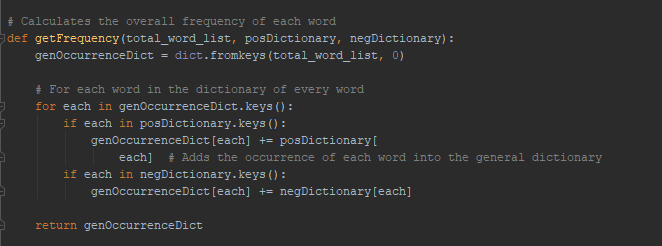 # Calculates the overall frequency of each word
def getFrequency(total_word_list, posDictionary, negDictionary):
    genOccurrenceDict = dict.fromkeys(total_word_list, 0)

    # For each word in the dictionary of every word
    for each in genOccurrenceDict.keys():
        if each in posDictionary.keys():
            genOccurrenceDict[each] += posDictionary[
                each]  # Adds the occurrence of each word into the general dictionary
        if each in negDictionary.keys():
            genOccurrenceDict[each] += negDictionary[each]

    return genOccurrenceDict